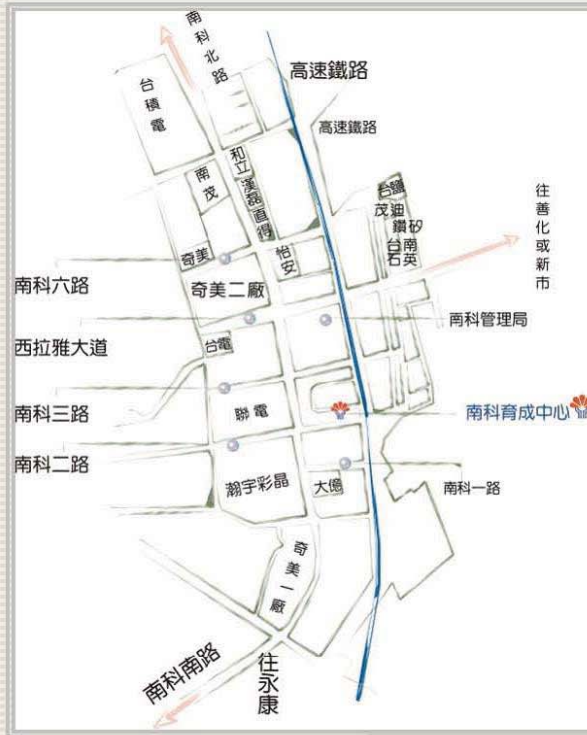 南科北路
高速鐵路
台積電
高速鐵路
和立
漢磊
直得
南茂
台鹽
茂迪
鑽矽
台南
石英
往善化或新市
奇美
怡安
南科六路
奇美二廠
南科管理局
西拉雅大道
台電
南科三路
聯電
南科育成中心
南科二路
瀚宇彩晶
大億
南科一路
奇美一廠
南科南路
往永康